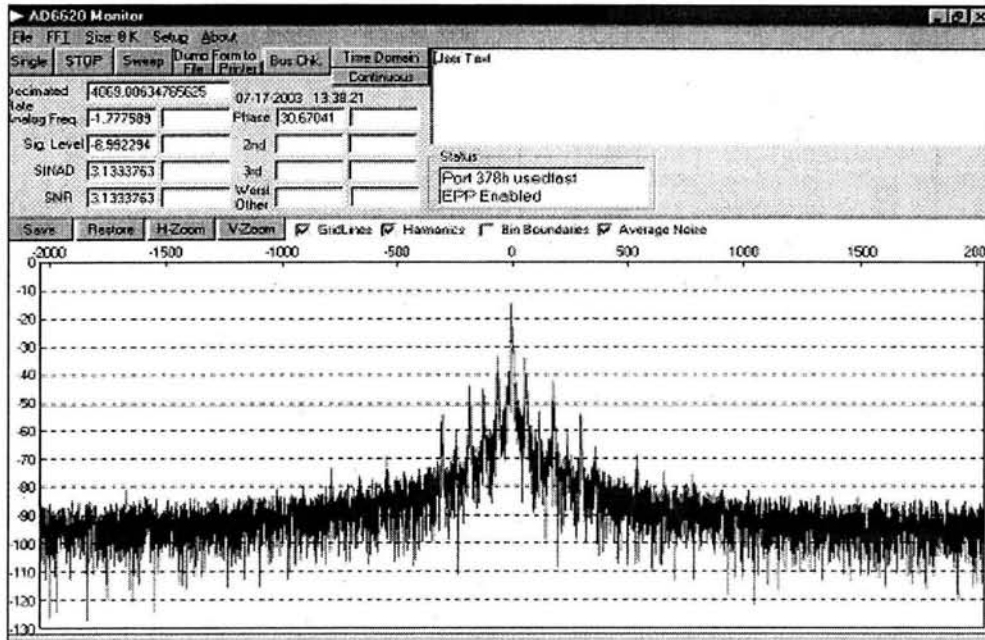 AD6620 Monitor
File FFT Size: 8 K Setup About
Single STOP Sweep Dump File Form to Printer Bus Chk. Time Domain
Continuous
User Text
Decimated Rate 4069.00634765625
07-17-2003 13.38.21
Analog Freq. -1.777589 Phase 30.67041
Sig. Level -8.992294 2nd
SINAD 3.1333763 3rd
SNR 3.1333763 Worst Other
Status
Port 378h usedfast
EPP Enabled
Save Restore H-Zoom V-Zoom GridLines Harmonics Bin Boundaries Average Noise
-2000 -1500 -1000 -500 0 500 1000 1500 200
0
-10
-20
-30
-40
-50
-60
-70
-80
-90
-100
-110
-120
-130